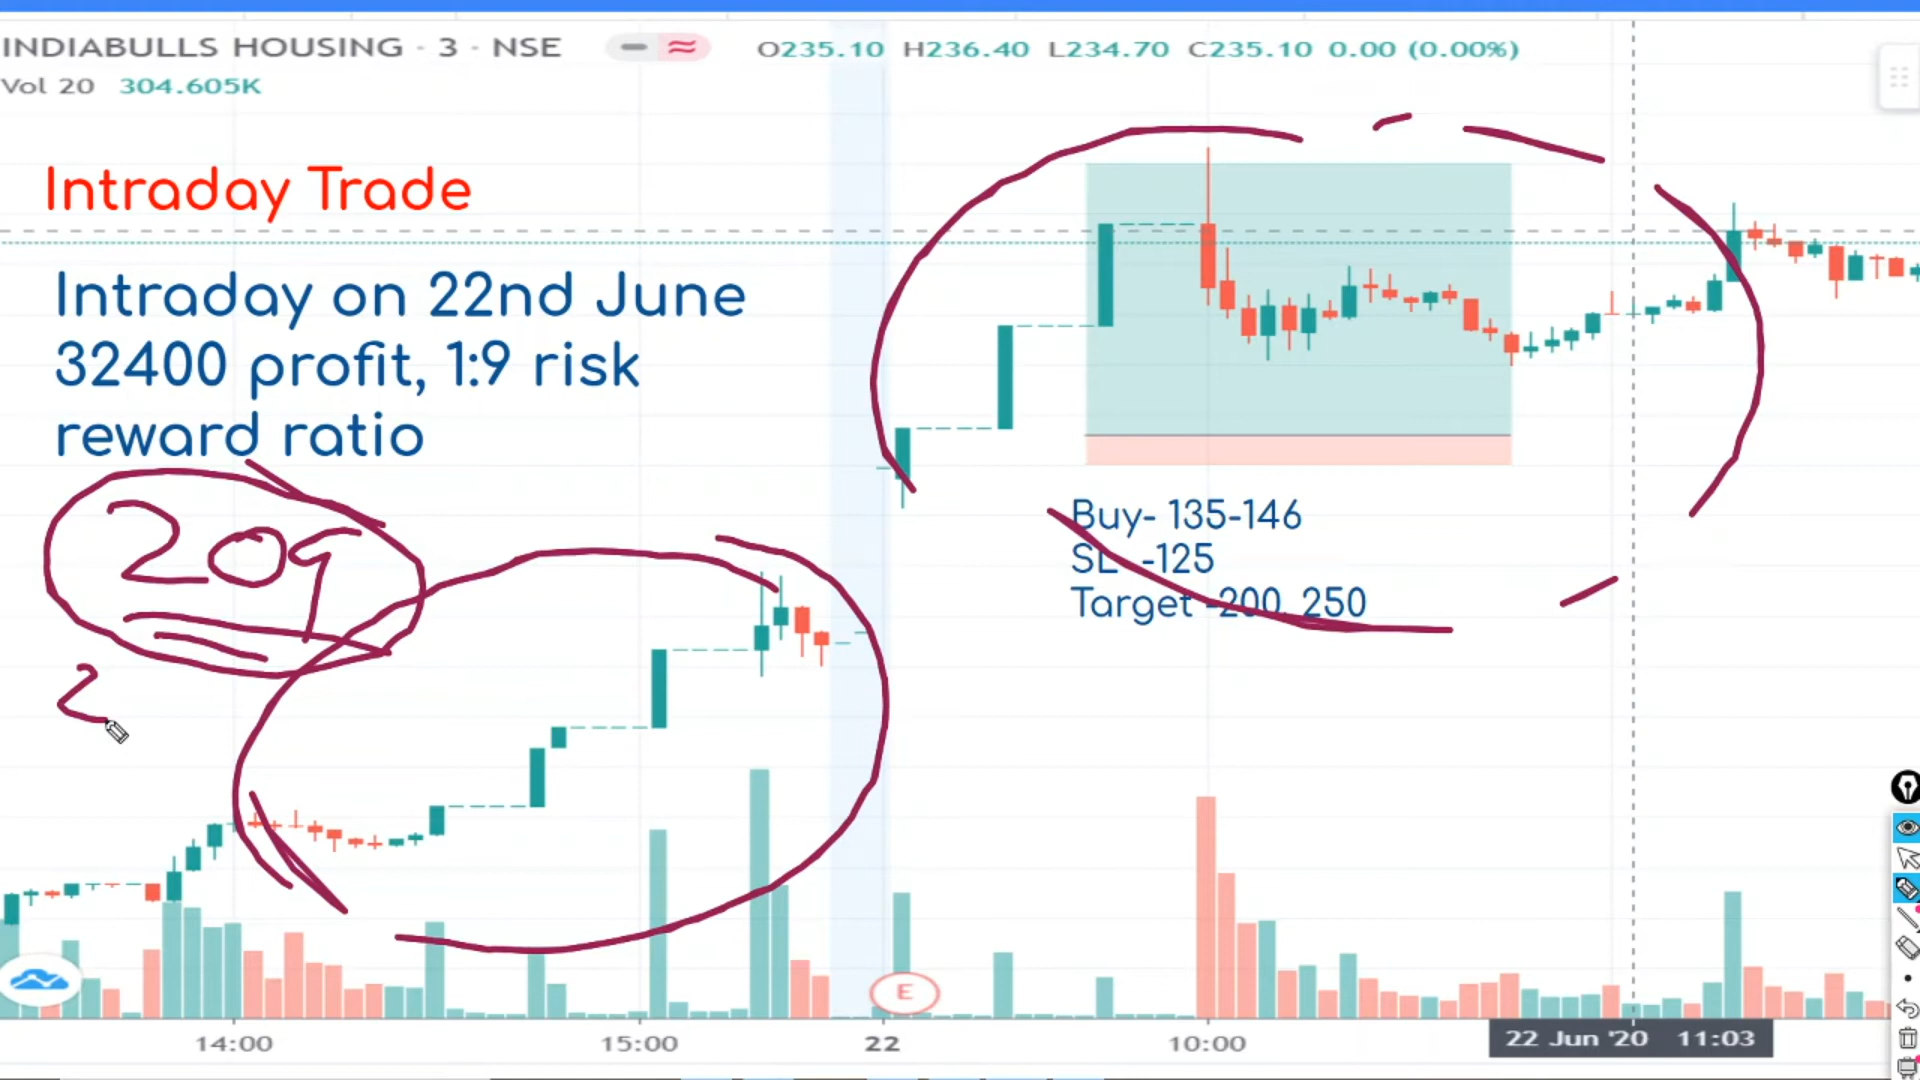 INDIABULLS HOUSING · 3 · NSE O235.10 H236.40 L234.70 C235.10 0.00 (0.00%)
Vol 20 304.605K
Intraday Trade
Intraday on 22nd June
32400 profit, 1:9 risk
reward ratio
209
2
Buy- 135-146
SL -125
Target -200, 250
E
14:00 15:00 22 10:00 22 Jun '20 11:03